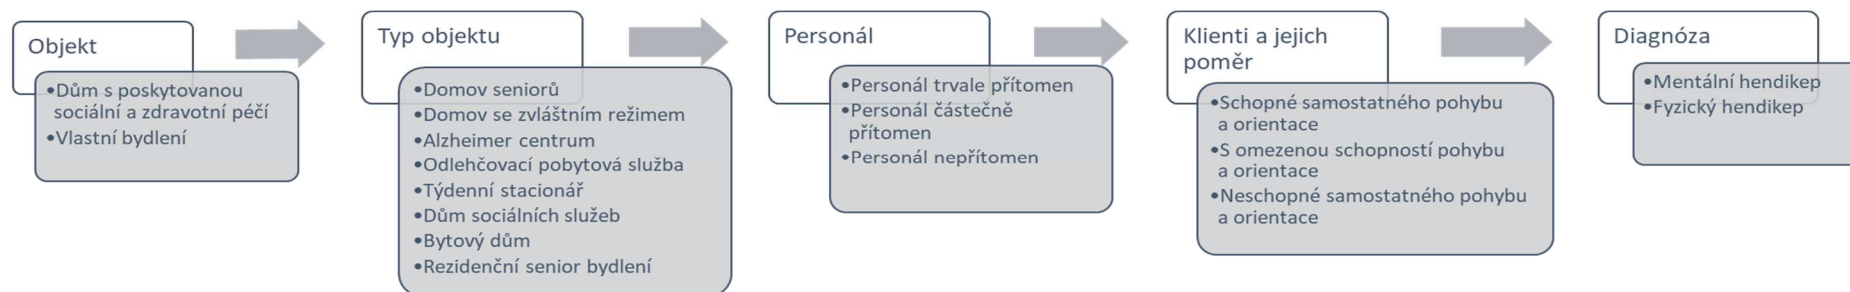 Objekt
•Dům s poskytovanou
sociální a zdravotní péčí
•Vlastní bydlení
Typ objektu
•Domov seniorů
•Domov se zvláštním režimem
•Alzheimer centrum
•Odlehčovací pobytová služba
•Týdenní stacionář
•Dům sociálních služeb
•Bytový dům
•Rezidenční senior bydlení
Personál
•Personál trvale přítomen
•Personál částečně
přítomen
•Personál nepřítomen
Klienti a jejich
poměr
•Schopné samostatného pohybu
a orientace
•S omezenou schopností pohybu
a orientace
•Neschopné samostatného pohybu
a orientace
Diagnóza
•Mentální hendikep
•Fyzický hendikep